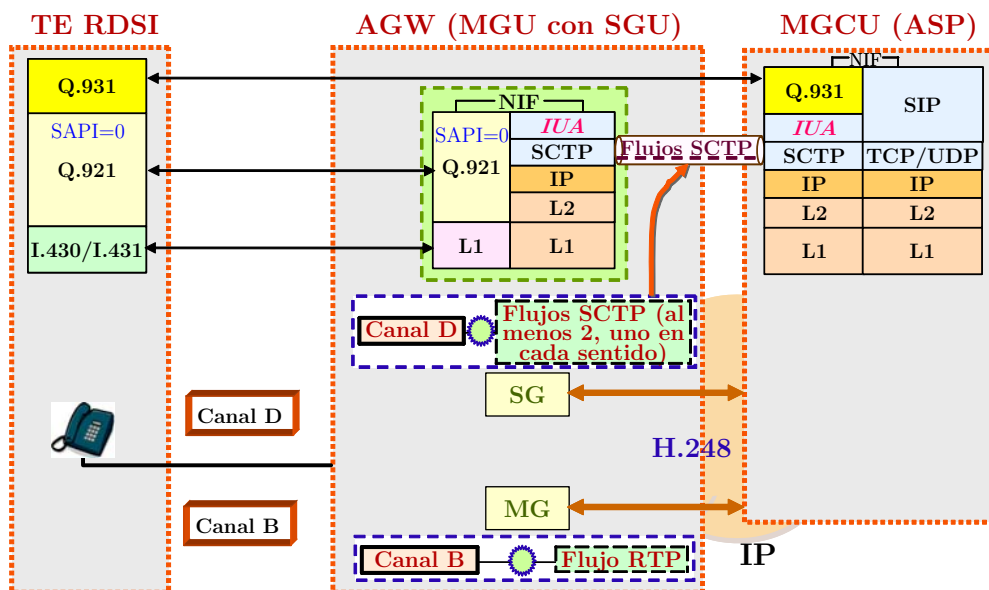 TE RDSI
AGW (MGU con SGU)
MGCU (ASP)
Q.931
SAPI=0
Q.921
I.430/I.431
NIF
SAPI=0
Q.921
L1
IUA
SCTP
IP
L2
L1
Flujos SCTP
NIF
Q.931
IUA
SCTP
IP
L2
L1
SIP
TCP/UDP
IP
L2
L1
Canal D
Flujos SCTP (al
menos 2, uno en
cada sentido)
SG
Canal D
H.248
MG
Canal B
IP
Canal B
Flujo RTP